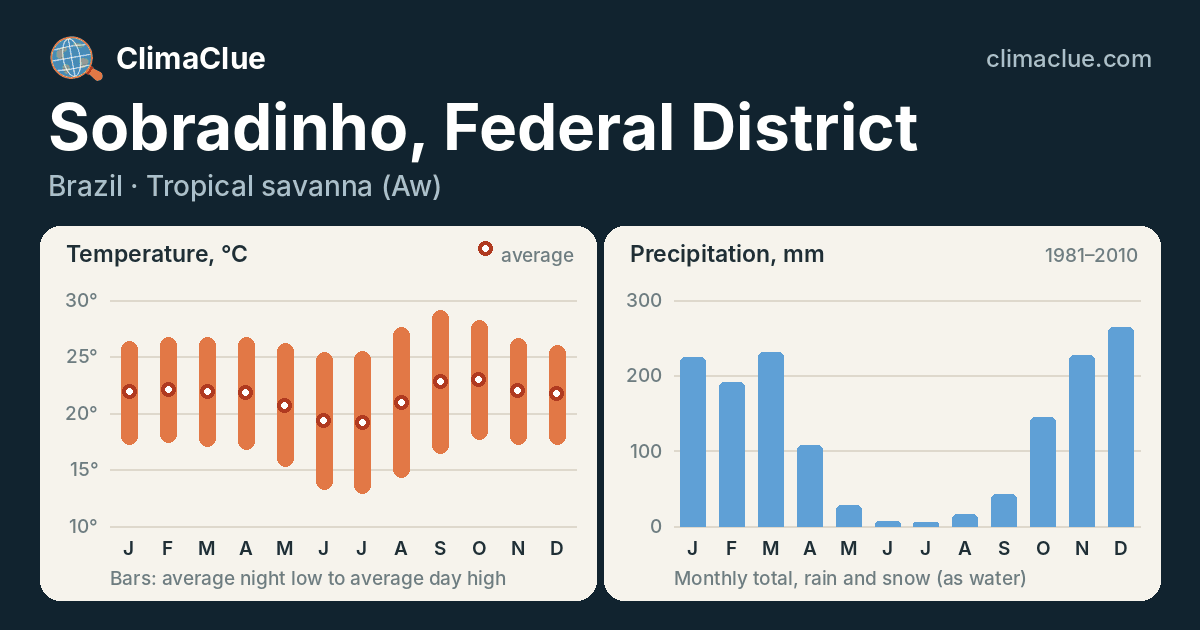 ClimaClue
climaclue.com
Sobradinho, Federal District
Brazil · Tropical savanna (Aw)
Temperature, °C
average
30°
25°
20°
15°
10°
J F M A M J J A S O N D
Bars: average night low to average day high
Precipitation, mm
1981–2010
300
200
100
0
J F M A M J J A S O N D
Monthly total, rain and snow (as water)